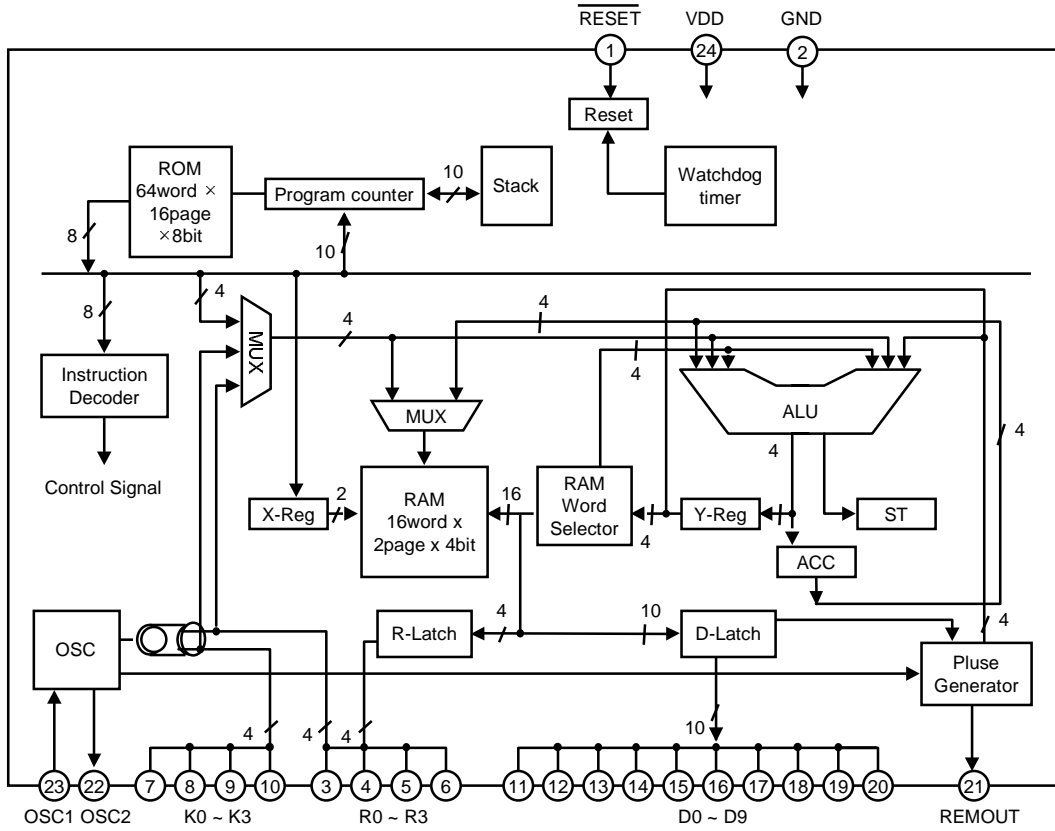 RESET VDD GND
1 24 2
Reset
ROM
64word ×
16page
×8bit
Program counter
10
Stack
Watchdog
timer
8
10
8
4
MUX
4
4
4
Instruction
Decoder
MUX
ALU
4
4
Control Signal
X-Reg
2
RAM
16word x
2page x 4bit
16
RAM
Word
Selector
4
Y-Reg
ST
ACC
OSC
R-Latch
4
10
D-Latch
4
Pluse
Generator
4
4
4
10
23 22 7 8 9 10 3 4 5 6 11 12 13 14 15 16 17 18 19 20 21
OSC1 OSC2 K0 ~ K3 R0 ~ R3 D0 ~ D9 REMOUT